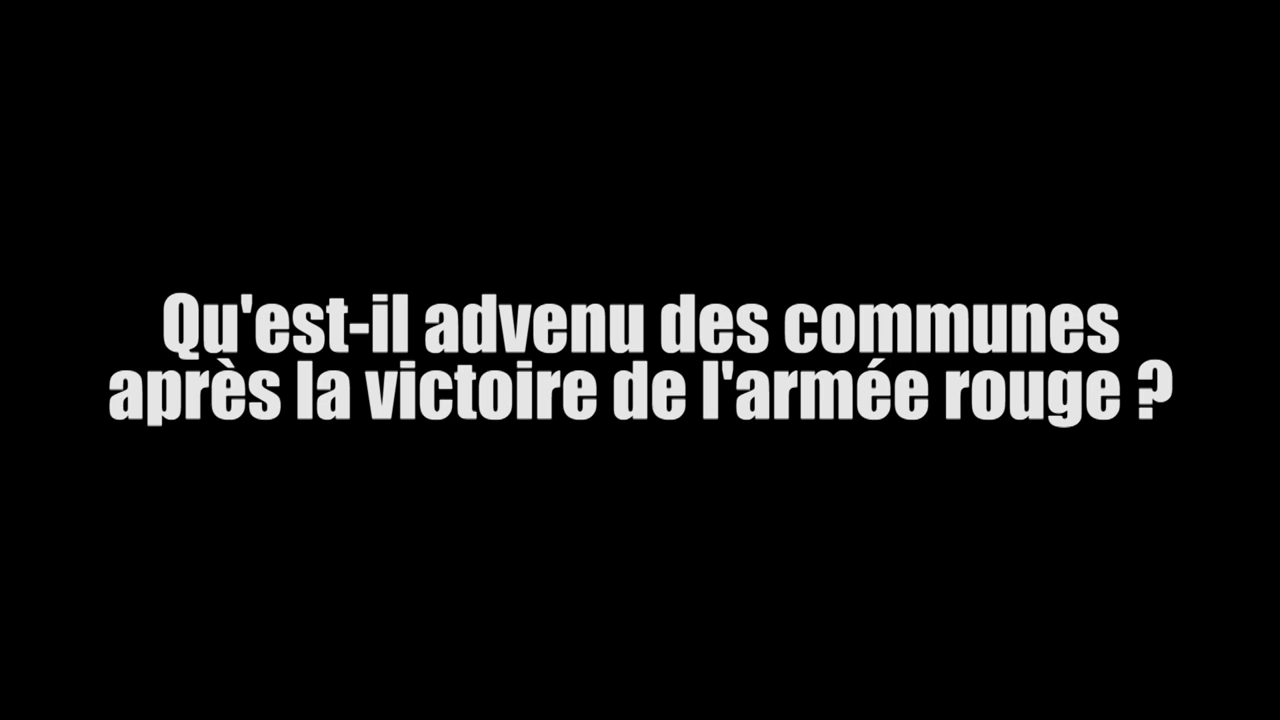 Qu'est-il advenu des communes
après la victoire de l'armée rouge ?